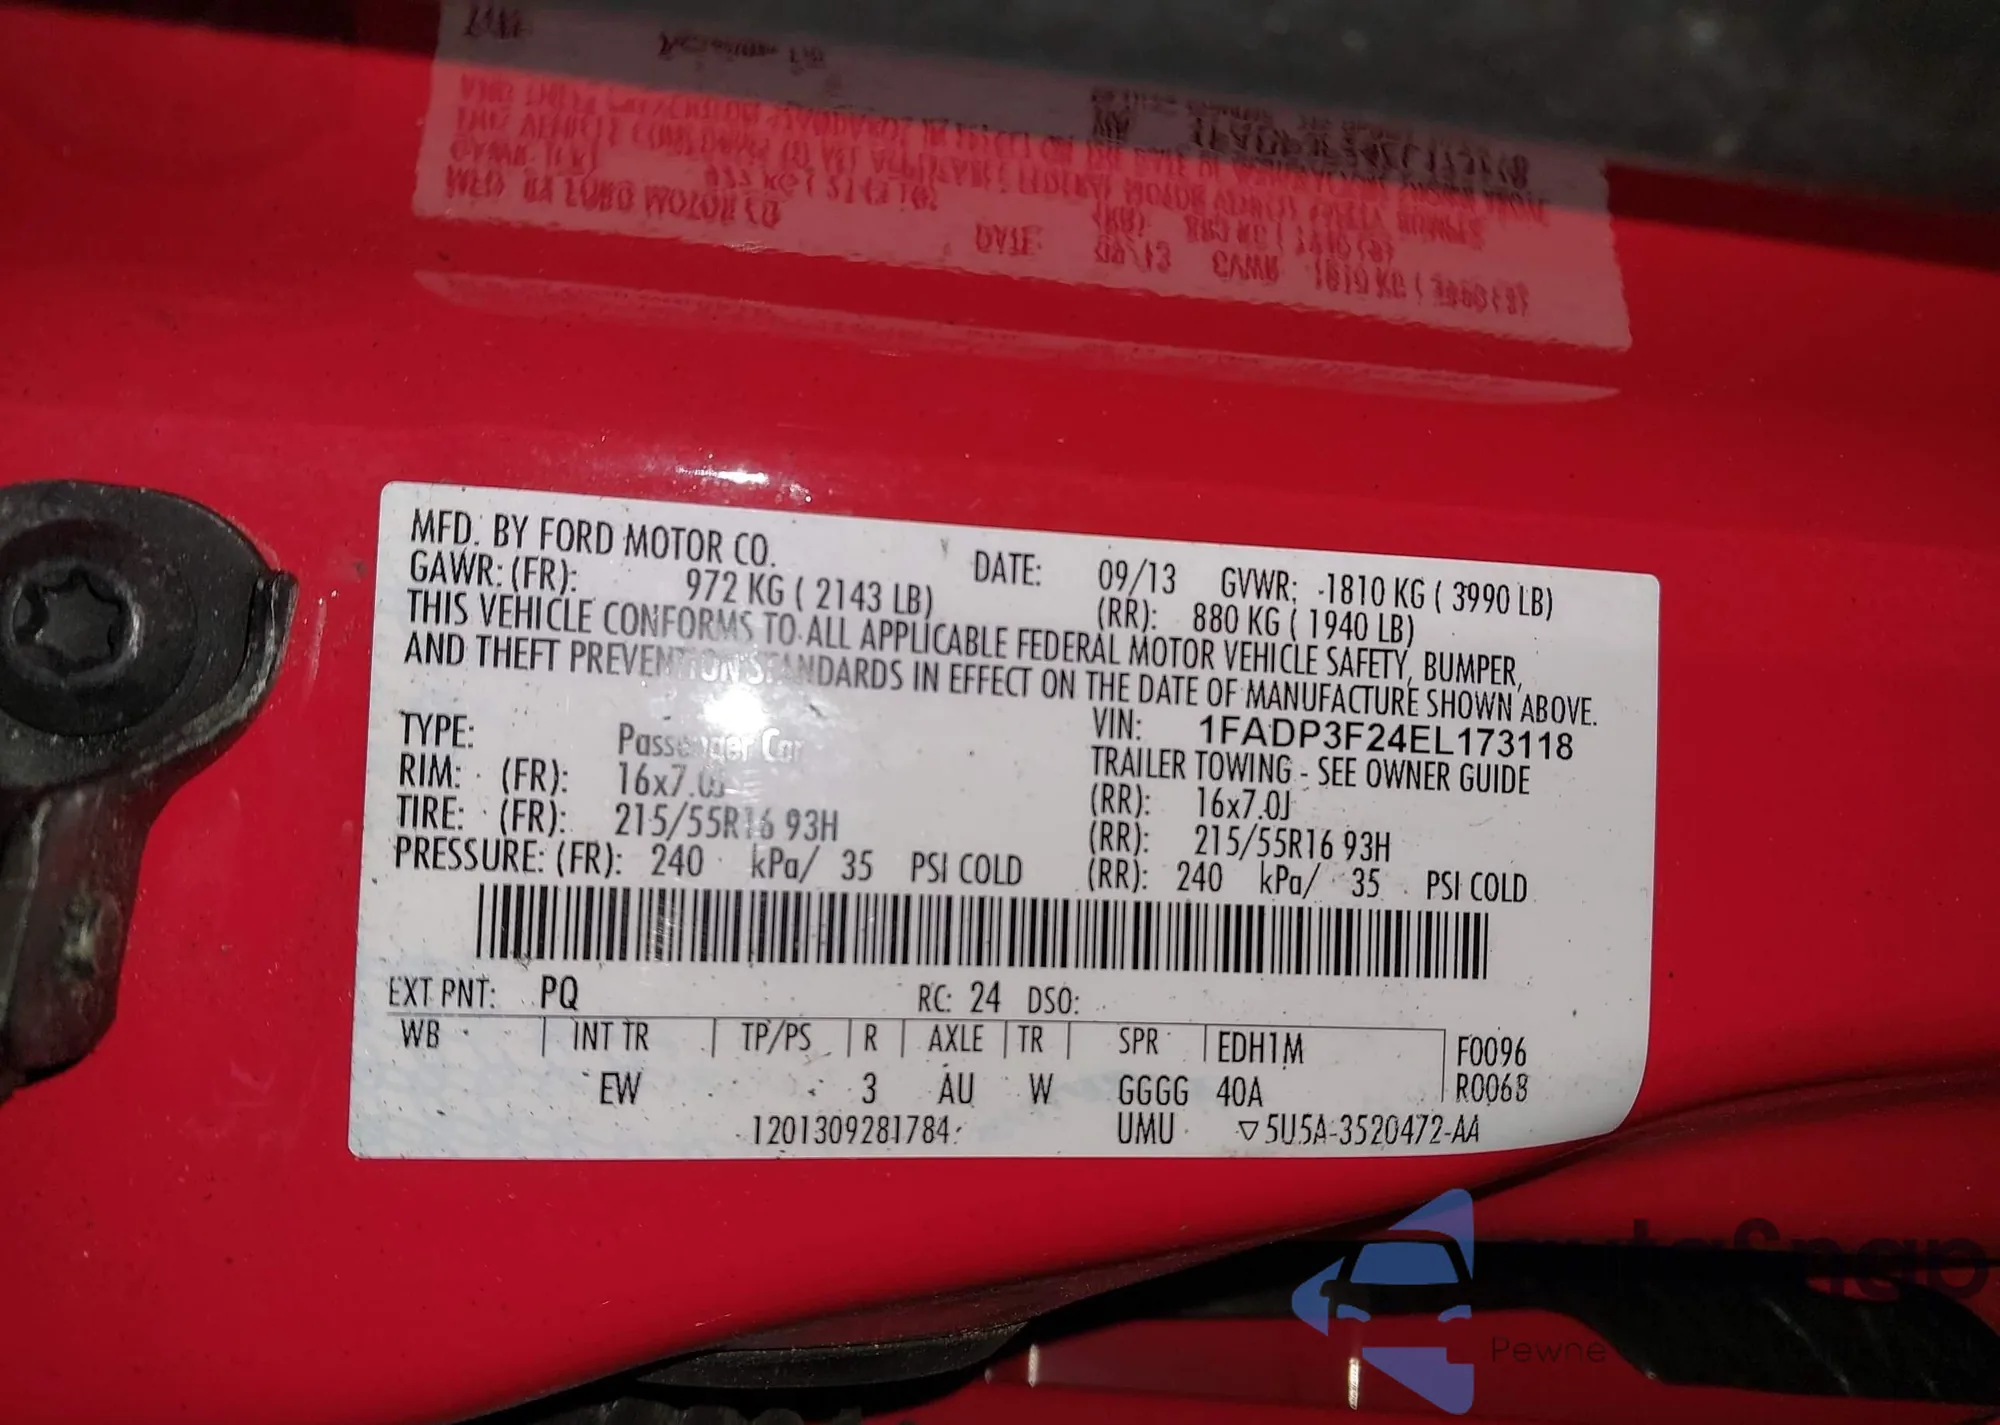 MFD. BY FORD MOTOR CO. DATE: 09/13 GVWR: 1810 KG ( 3990 LB)
GAWR: (FR): 972 KG ( 2143 LB) (RR): 880 KG ( 1940 LB)
THIS VEHICLE CONFORMS TO ALL APPLICABLE FEDERAL MOTOR VEHICLE SAFETY, BUMPER,
AND THEFT PREVENTION STANDARDS IN EFFECT ON THE DATE OF MANUFACTURE SHOWN ABOVE.
VIN: 1FADP3F24EL173118
TYPE: Passenger Car TRAILER TOWING - SEE OWNER GUIDE
RIM: (FR): 16x7.0J (RR): 16x7.0J
TIRE: (FR): 215/55R16 93H (RR): 215/55R16 93H
PRESSURE: (FR): 240 kPa/ 35 PSI COLD (RR): 240 kPa/ 35 PSI COLD
EXT PNT: PQ RC: 24 DSO:
WB INT TR TP/PS R AXLE TR SPR EDH1M F0096
EW 3 AU W GGGG 40A R0068
1201309281784 UMU ▽5U5A-3520472-AA
Pewne